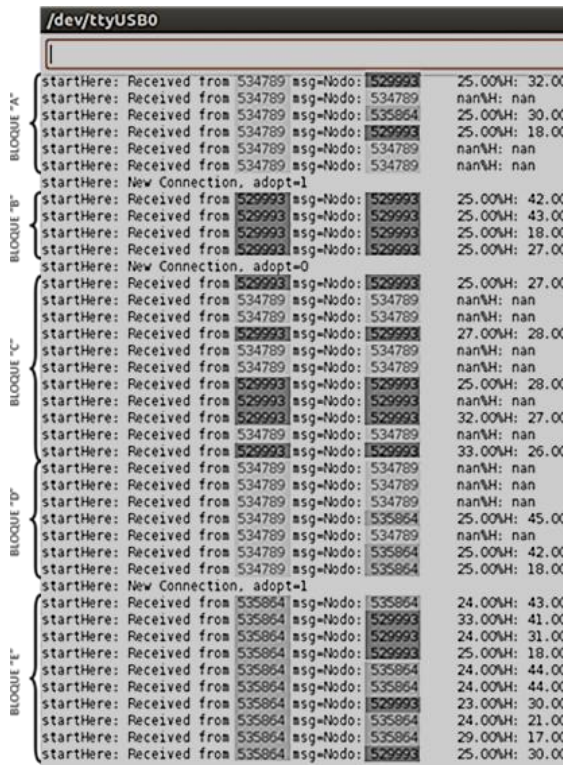 /dev/ttyUSB0
BLOQUE "A"
startHere: Received from 534789 msg=Nodo: 529993 25.00%H: 32.00
startHere: Received from 534789 msg=Nodo: 534789 nan%H: nan
startHere: Received from 534789 msg=Nodo: 535864 25.00%H: 30.00
startHere: Received from 534789 msg=Nodo: 529993 25.00%H: 18.00
startHere: Received from 534789 msg=Nodo: 534789 nan%H: nan
startHere: Received from 534789 msg=Nodo: 534789 nan%H: nan
startHere: New Connection, adopt=1
BLOQUE "B"
startHere: Received from 529993 msg=Nodo: 529993 25.00%H: 42.00
startHere: Received from 529993 msg=Nodo: 529993 25.00%H: 43.00
startHere: Received from 529993 msg=Nodo: 529993 25.00%H: 18.00
startHere: Received from 529993 msg=Nodo: 529993 25.00%H: 27.00
startHere: New Connection, adopt=0
BLOQUE "C"
startHere: Received from 529993 msg=Nodo: 529993 25.00%H: 27.00
startHere: Received from 534789 msg=Nodo: 534789 nan%H: nan
startHere: Received from 534789 msg=Nodo: 534789 nan%H: nan
startHere: Received from 529993 msg=Nodo: 529993 27.00%H: 28.00
startHere: Received from 534789 msg=Nodo: 534789 nan%H: nan
startHere: Received from 534789 msg=Nodo: 534789 nan%H: nan
startHere: Received from 529993 msg=Nodo: 529993 25.00%H: 28.00
startHere: Received from 529993 msg=Nodo: 529993 32.00%H: 27.00
startHere: Received from 534789 msg=Nodo: 534789 nan%H: nan
startHere: Received from 529993 msg=Nodo: 529993 33.00%H: 26.00
BLOQUE "D"
startHere: Received from 534789 msg=Nodo: 534789 nan%H: nan
startHere: Received from 534789 msg=Nodo: 534789 nan%H: nan
startHere: Received from 534789 msg=Nodo: 534789 nan%H: nan
startHere: Received from 534789 msg=Nodo: 535864 25.00%H: 45.00
startHere: Received from 534789 msg=Nodo: 534789 nan%H: nan
startHere: Received from 534789 msg=Nodo: 535864 25.00%H: 42.00
startHere: Received from 534789 msg=Nodo: 535864 25.00%H: 18.00
startHere: New Connection, adopt=1
BLOQUE "E"
startHere: Received from 535864 msg=Nodo: 535864 24.00%H: 43.00
startHere: Received from 535864 msg=Nodo: 529993 33.00%H: 41.00
startHere: Received from 535864 msg=Nodo: 529993 24.00%H: 31.00
startHere: Received from 535864 msg=Nodo: 529993 25.00%H: 18.00
startHere: Received from 535864 msg=Nodo: 535864 24.00%H: 44.00
startHere: Received from 535864 msg=Nodo: 535864 24.00%H: 44.00
startHere: Received from 535864 msg=Nodo: 529993 23.00%H: 30.00
startHere: Received from 535864 msg=Nodo: 535864 24.00%H: 21.00
startHere: Received from 535864 msg=Nodo: 535864 29.00%H: 17.00
startHere: Received from 535864 msg=Nodo: 529993 25.00%H: 30.00